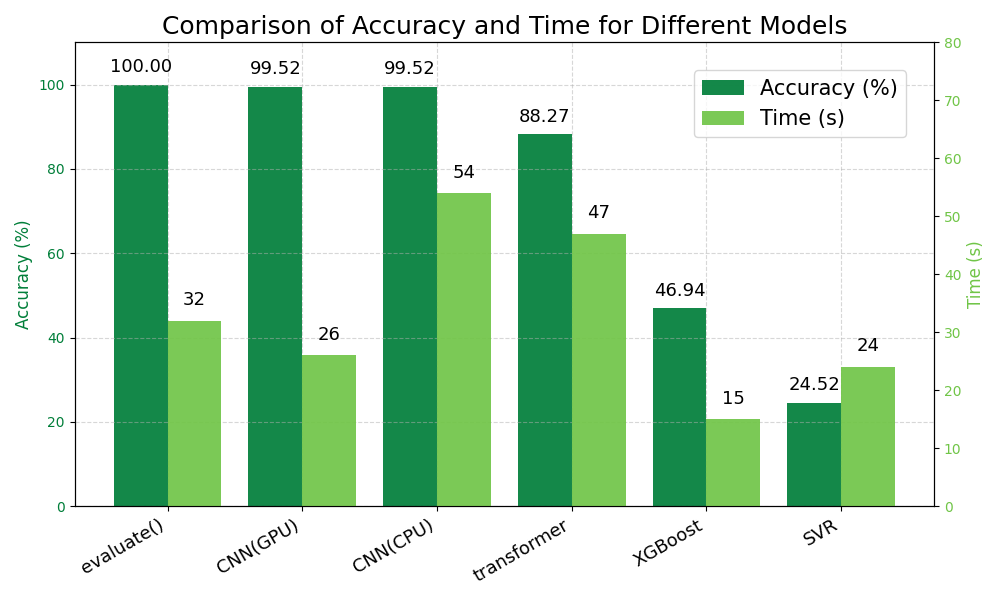 Comparison of Accuracy and Time for Different Models
Accuracy (%)
Time (s)
100
80
60
40
20
0
Accuracy (%)
80
70
60
50
40
30
20
10
0
Time (s)
100.00
99.52
99.52
88.27
46.94
24.52
32
26
54
47
15
24
evaluate()
CNN(GPU)
CNN(CPU)
transformer
XGBoost
SVR